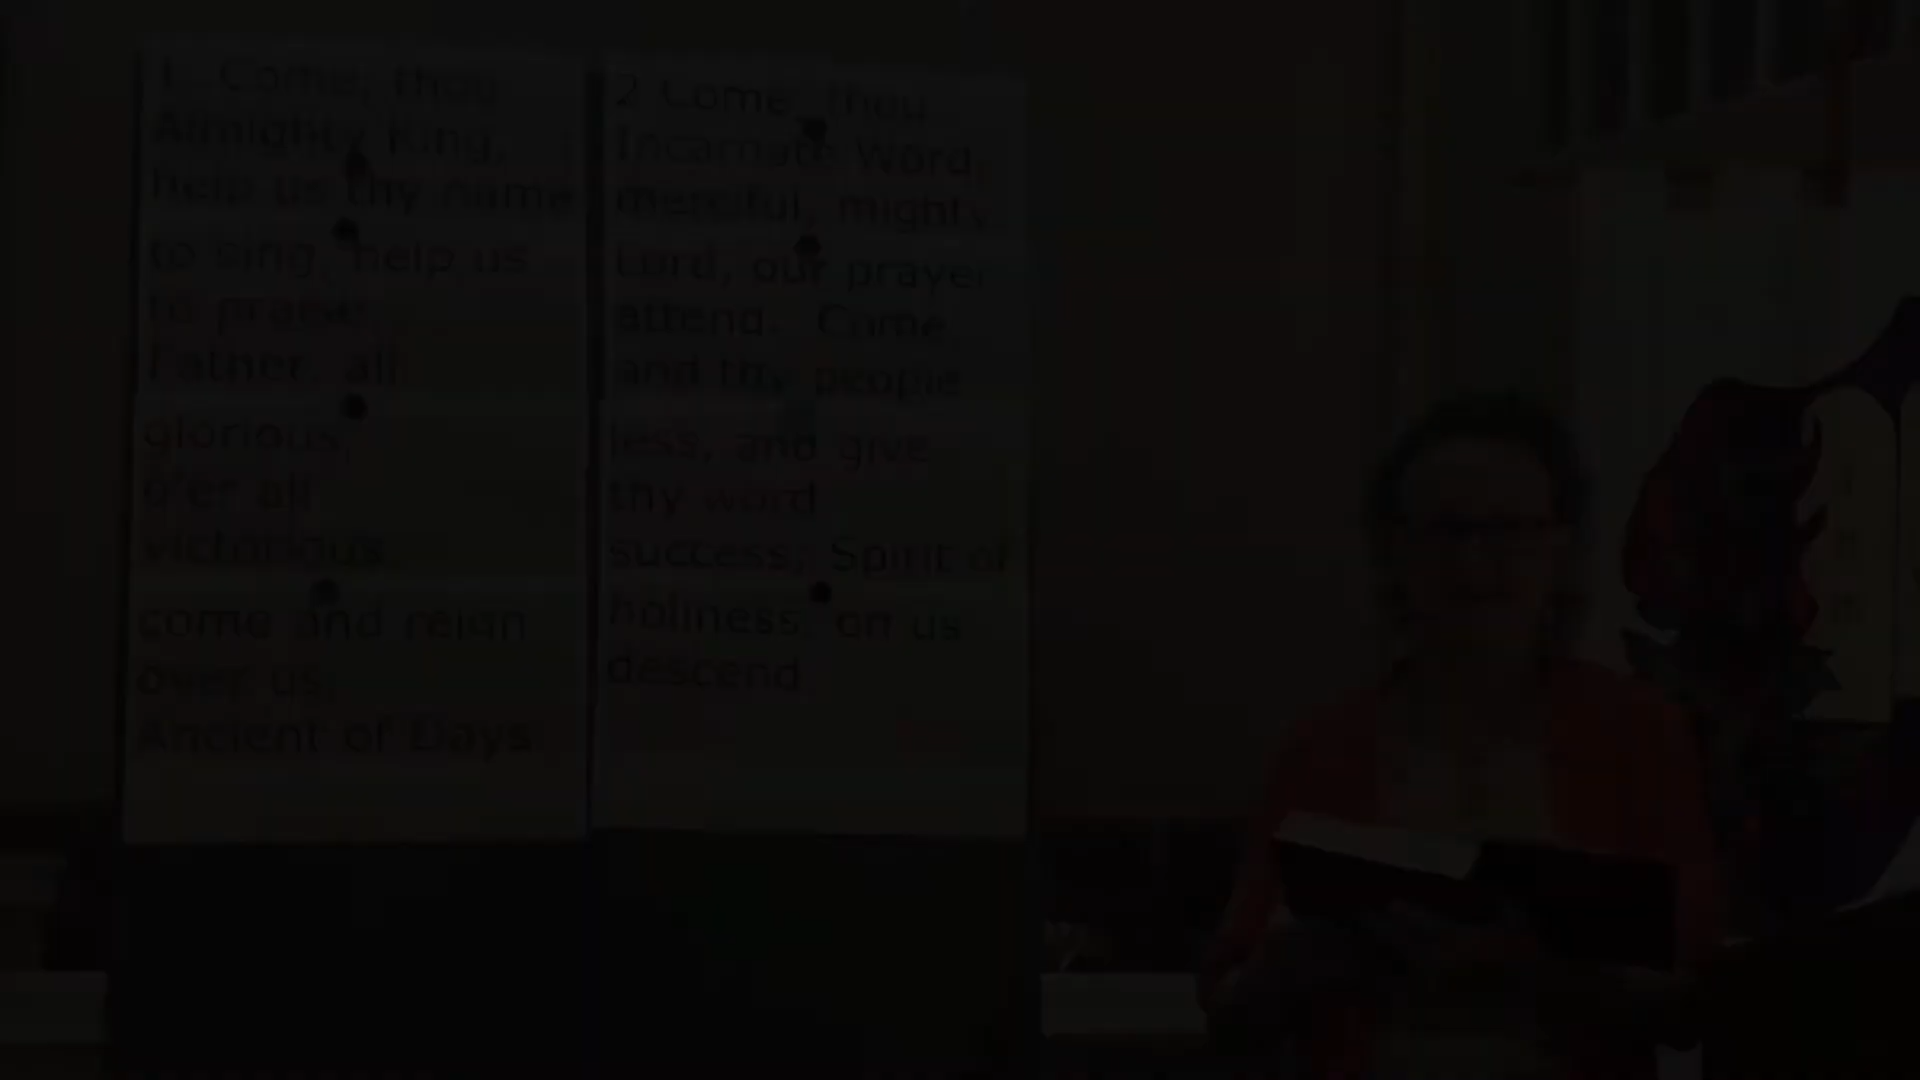 1. Come, thou
Almighty King,
help us thy name
to sing, help us
to praise,
Father, all
glorious,
o'er all
victorious,
come and reign
over us,
Ancient of Days.
2 Come, thou
Incarnate Word,
merciful, mighty
Lord, our prayer
attend. Come
and thy people
less, and give
thy word
success; Spirit of
holiness, on us
descend